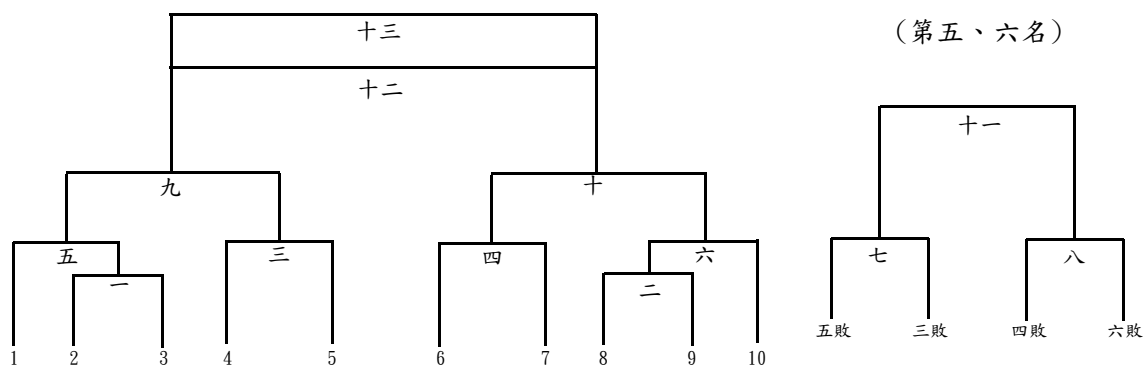 十三
(第五、六名)
十二
十一
九
十
五
三
四
六
七
八
一
二
五敗
三敗
四敗
六敗
1
2
3
4
5
6
7
8
9
10